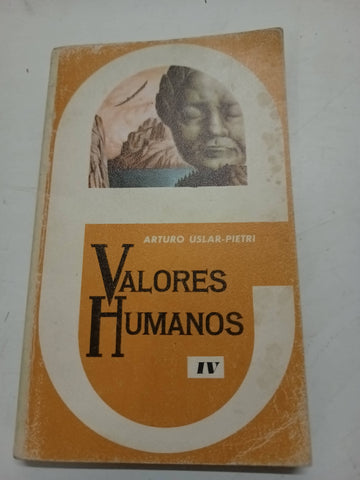 ARTURO USLAR-PIETRI
VALORES
HUMANOS
IV